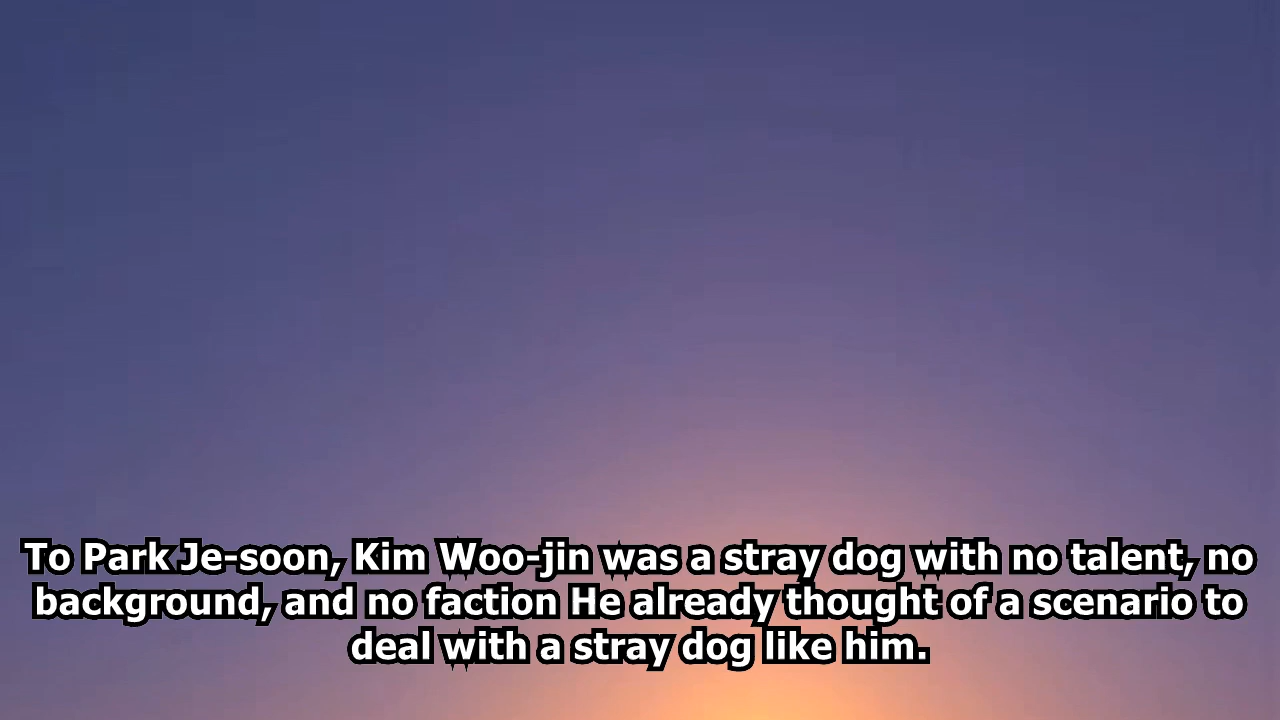 To Park Je-soon, Kim Woo-jin was a stray dog with no talent, no
background, and no faction He already thought of a scenario to
deal with a stray dog like him.